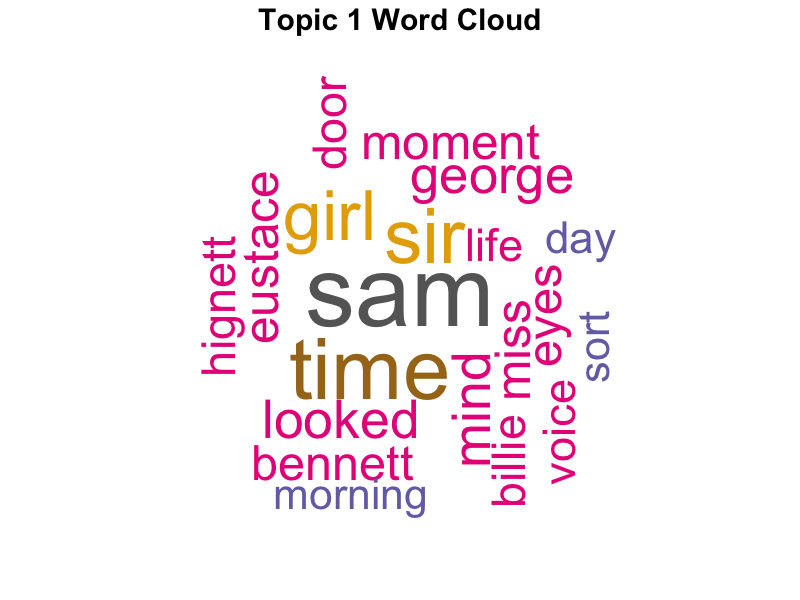 Topic 1 Word Cloud
door
moment
george
girl
sir
life
day
eustace
hignett
sam
eyes
miss
sort
time
mind
looked
billie
voice
bennett
morning